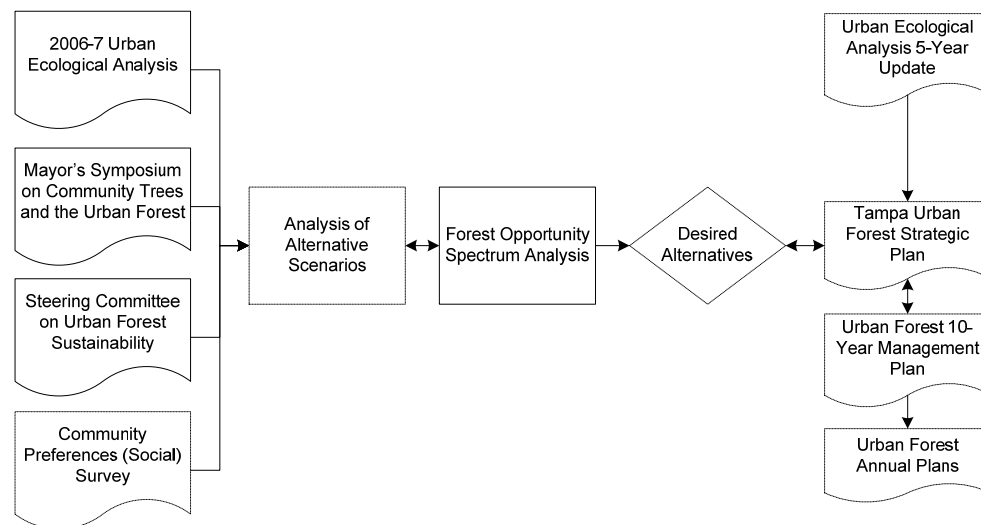 2006-7 Urban
Ecological Analysis
Mayor's Symposium
on Community Trees
and the Urban Forest
Steering Committee
on Urban Forest
Sustainability
Community
Preferences (Social)
Survey
Analysis of
Alternative
Scenarios
Forest Opportunity
Spectrum Analysis
Desired
Alternatives
Urban Ecological
Analysis 5-Year
Update
Tampa Urban
Forest Strategic
Plan
Urban Forest 10-
Year Management
Plan
Urban Forest
Annual Plans